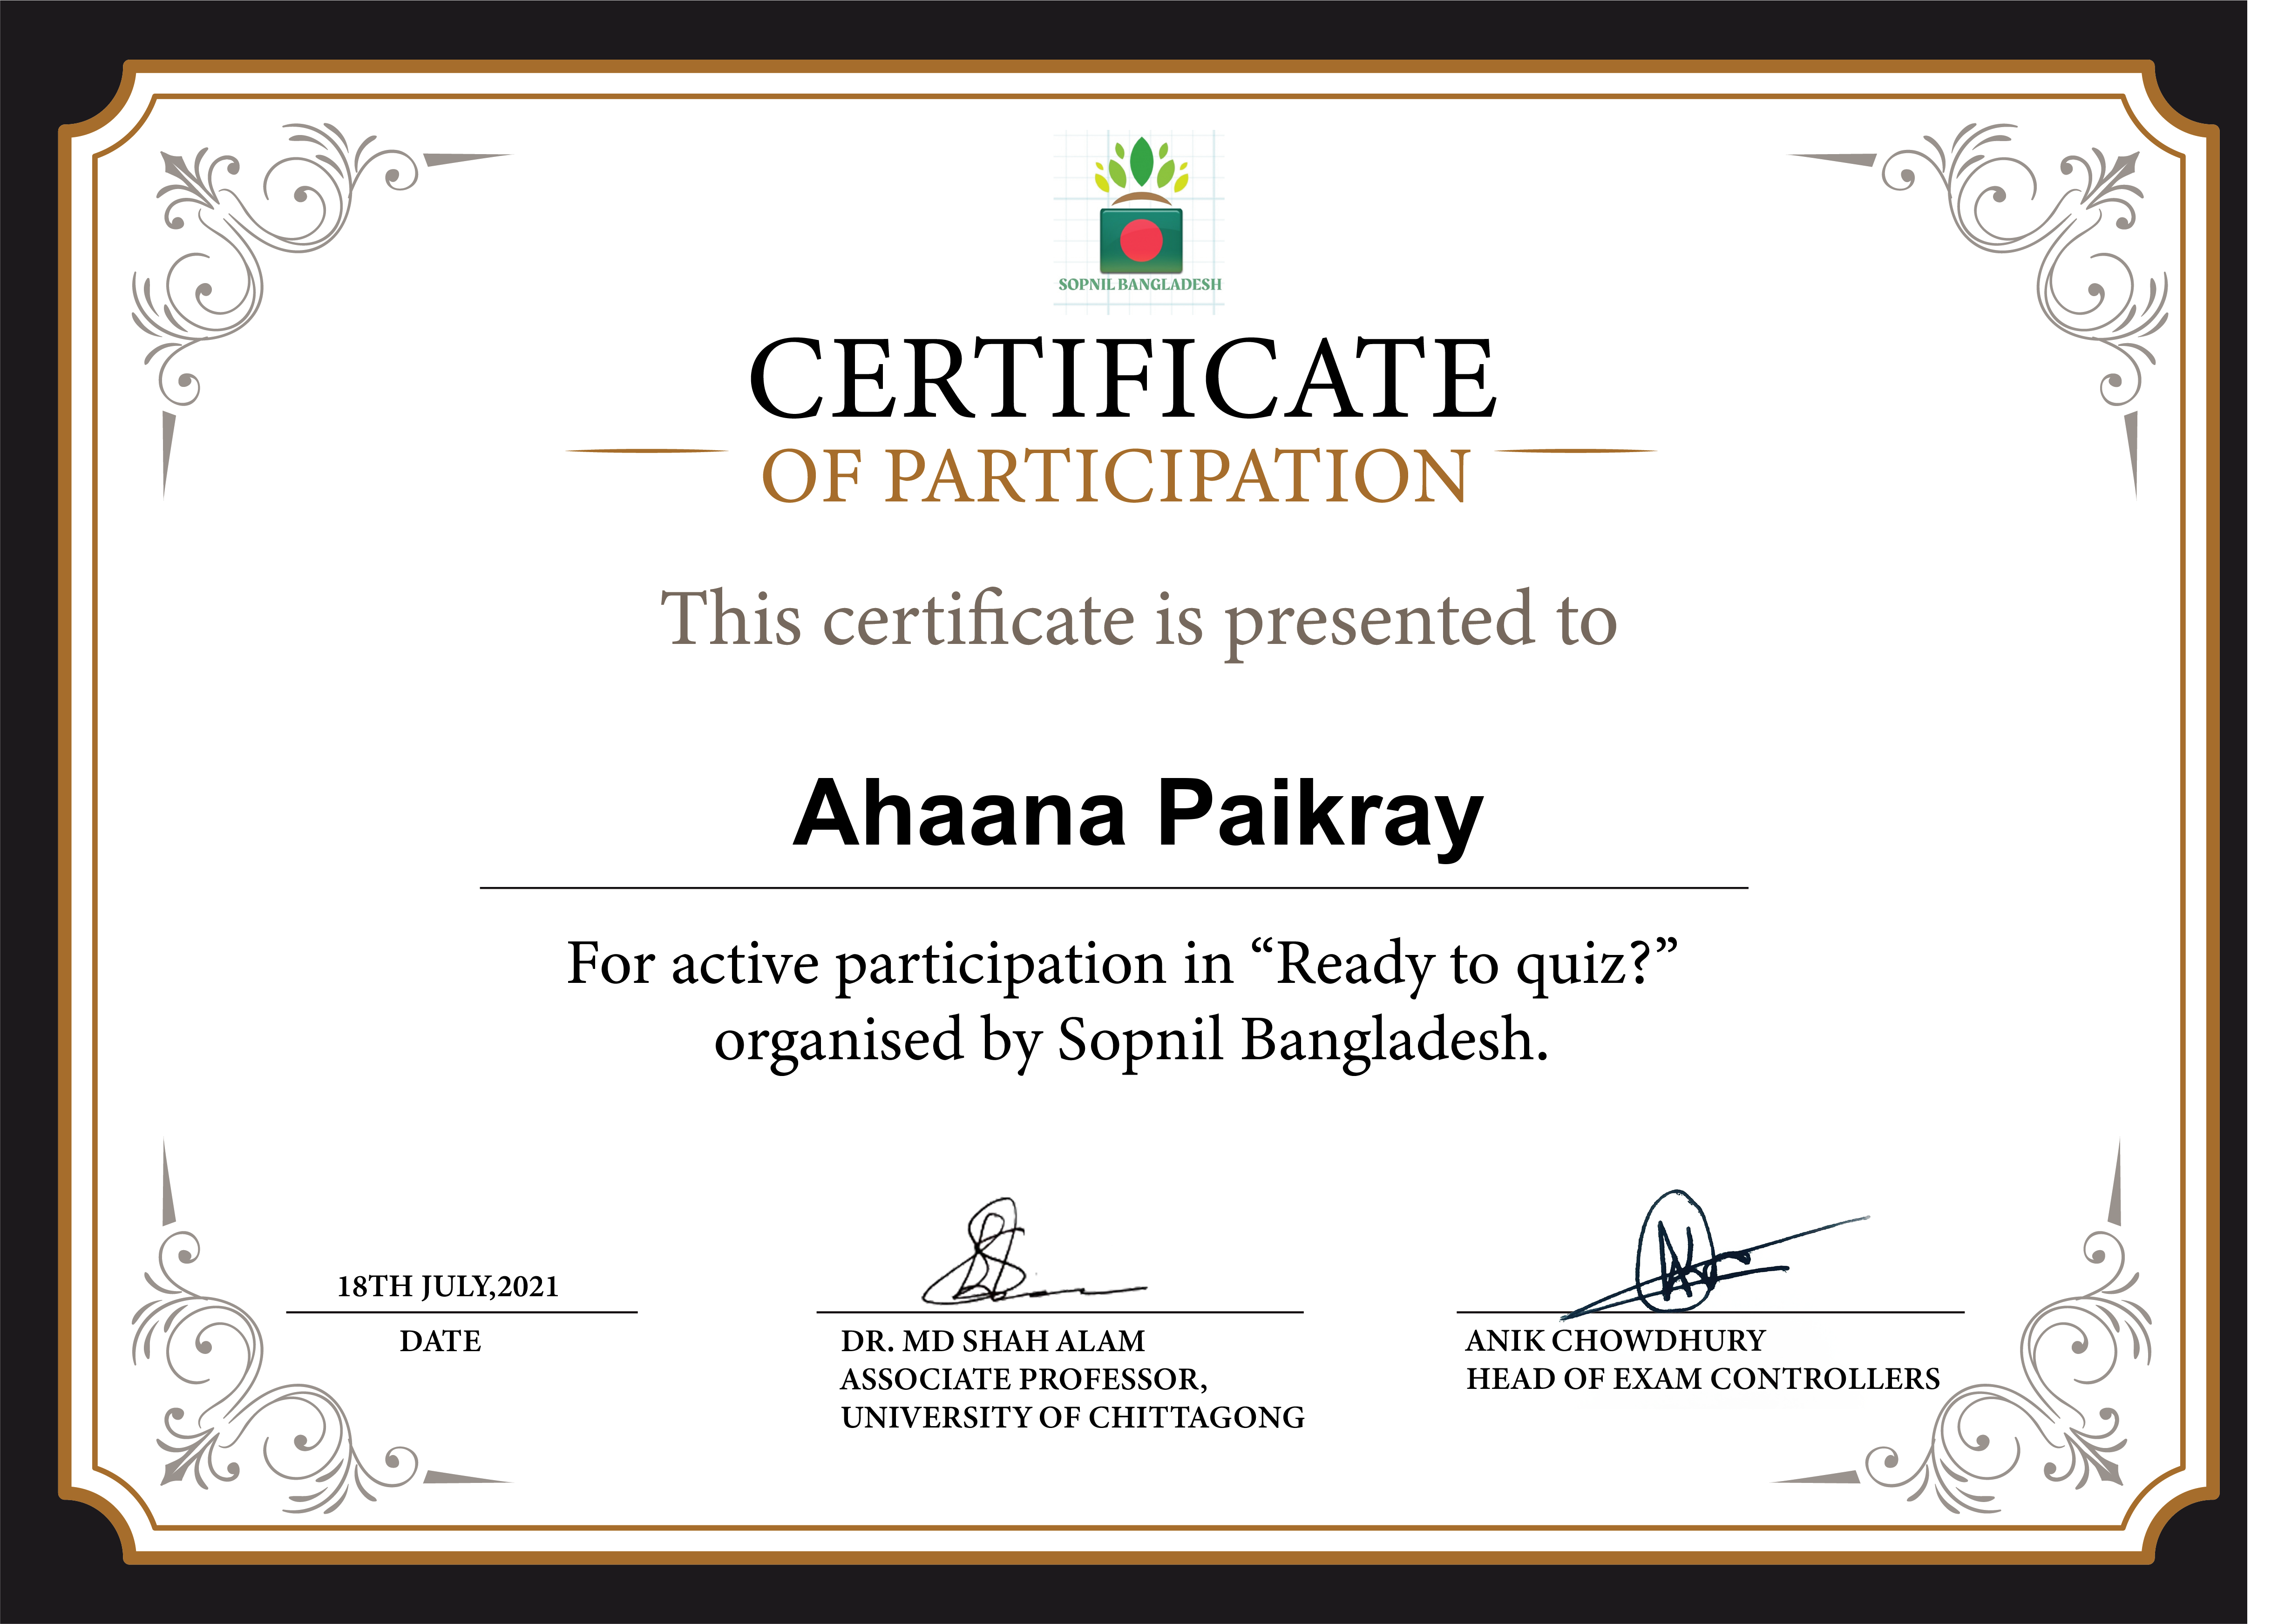 SOPNIL BANGLADESH
CERTIFICATE
OF PARTICIPATION
This certificate is presented to
Ahaana Paikray
For active participation in “Ready to quiz?”
organised by Sopnil Bangladesh.
18TH JULY,2021
DATE
DR. MD SHAH ALAM
ASSOCIATE PROFESSOR,
UNIVERSITY OF CHITTAGONG
ANIK CHOWDHURY
HEAD OF EXAM CONTROLLERS